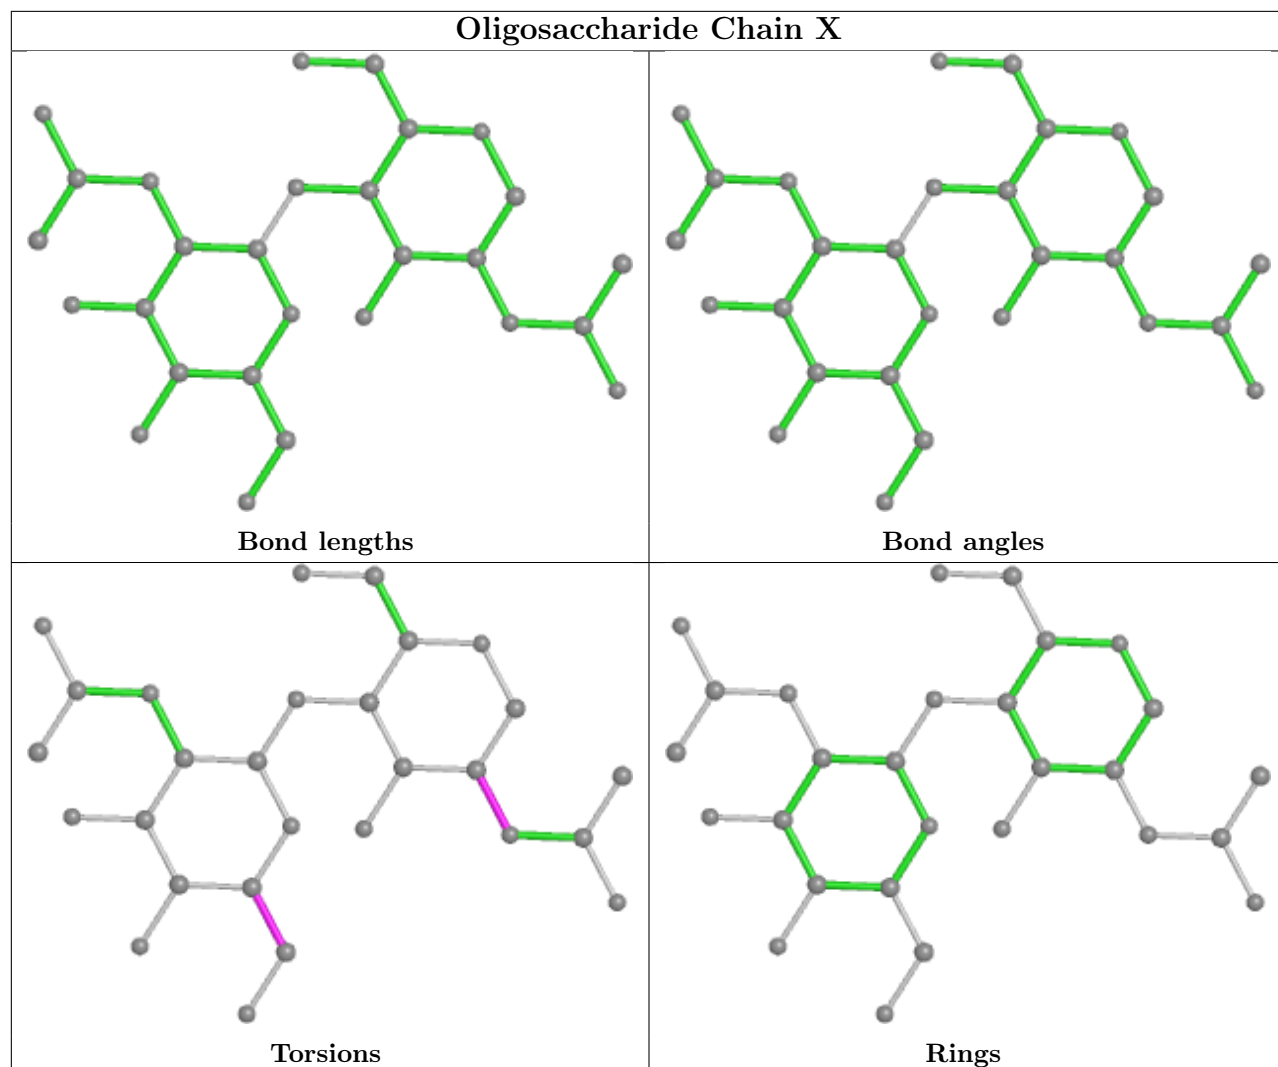 Oligosaccharide Chain X
Bond lengths
Bond angles
Torsions
Rings